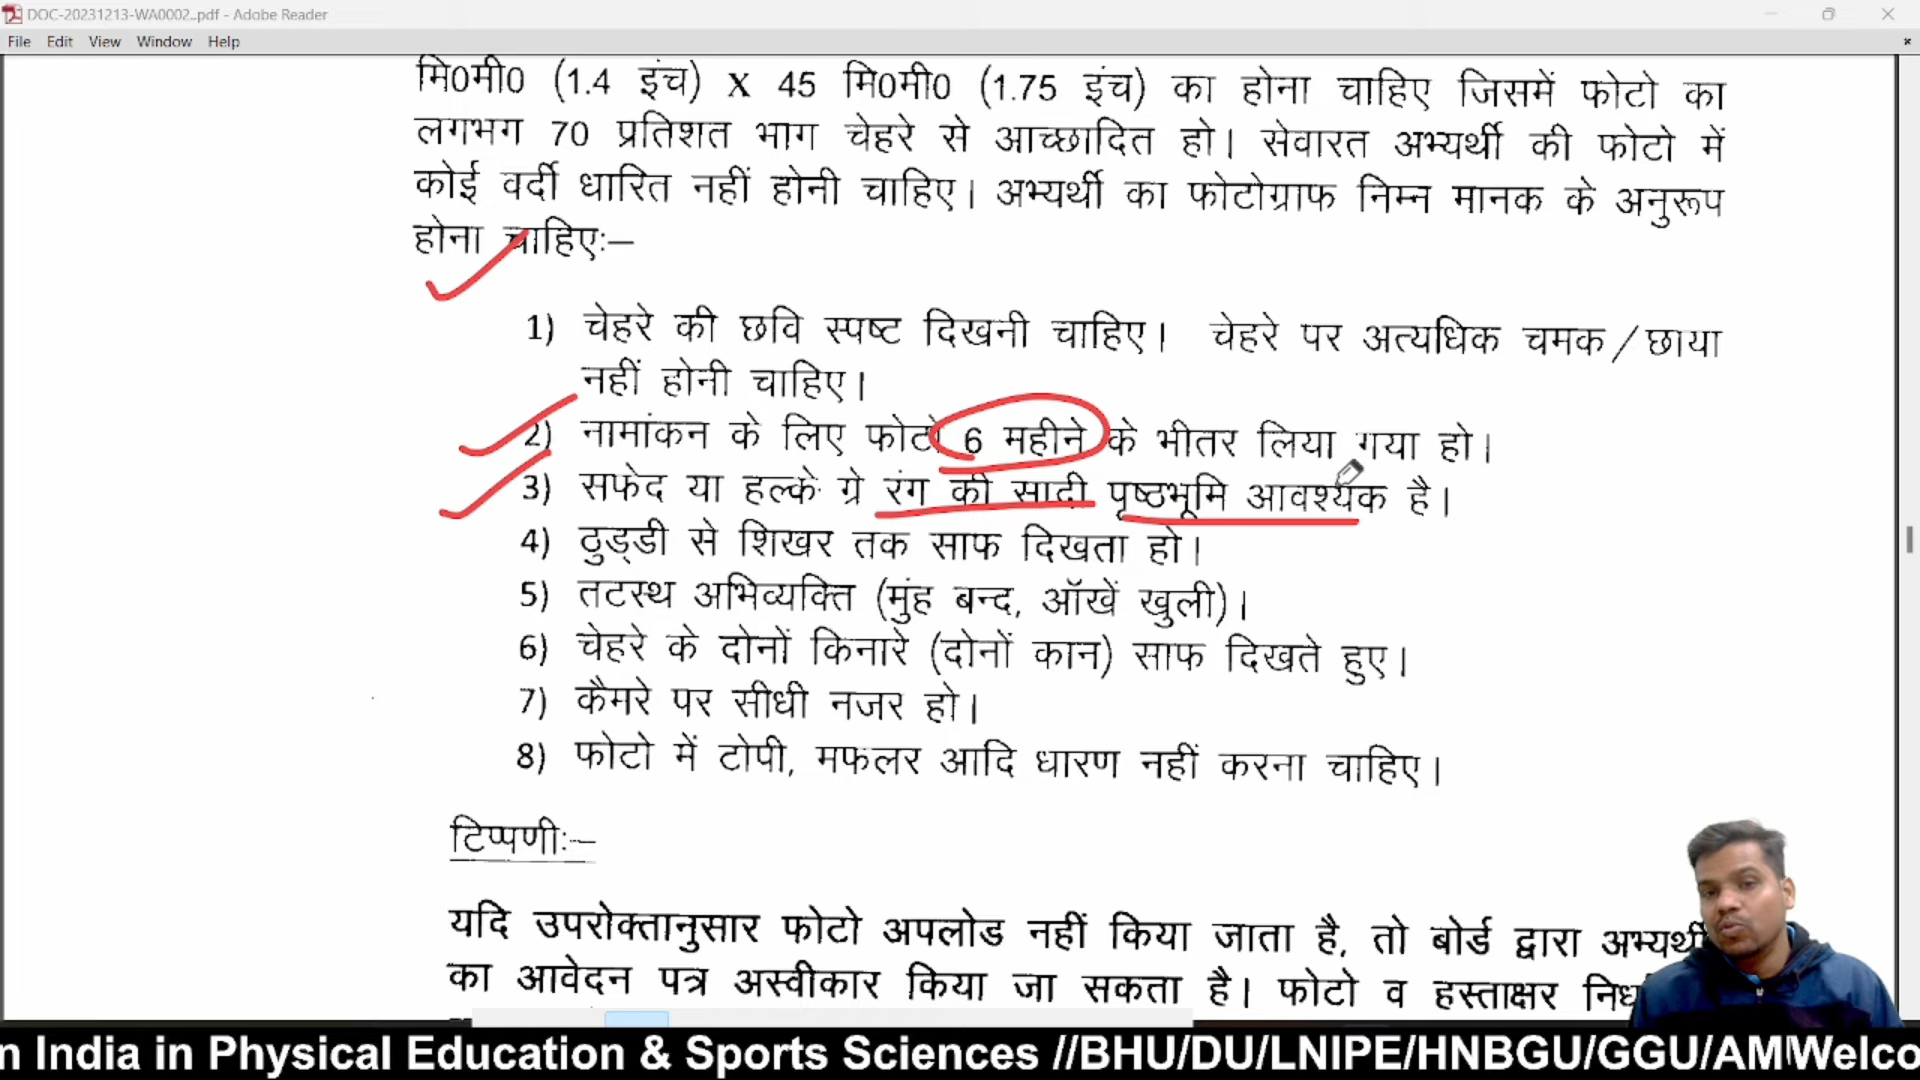 DOC-20231213-WA0002_.pdf - Adobe Reader
File Edit View Window Help
मि0मी0 (1.4 इंच) X 45 मि0मी0 (1.75 इंच) का होना चाहिए जिसमें फोटो का
लगभग 70 प्रतिशत भाग चेहरे से आच्छादित हो। सेवारत अभ्यर्थी की फोटो में
कोई वर्दी धारित नहीं होनी चाहिए। अभ्यर्थी का फोटोग्राफ निम्न मानक के अनुरूप
होना चाहिए:–
1) चेहरे की छवि स्पष्ट दिखनी चाहिए। चेहरे पर अत्यधिक चमक/छाया
नहीं होनी चाहिए।
2) नामांकन के लिए फोटो 6 महीने के भीतर लिया गया हो।
3) सफेद या हल्के ग्रे रंग की सादी पृष्ठभूमि आवश्यक है।
4) ठुड्डी से शिखर तक साफ दिखता हो।
5) तटस्थ अभिव्यक्ति (मुंह बन्द, ऑखें खुली)।
6) चेहरे के दोनों किनारे (दोनों कान) साफ दिखते हुए।
7) कैमरे पर सीधी नजर हो।
8) फोटो में टोपी, मफलर आदि धारण नहीं करना चाहिए।
टिप्पणी:–
यदि उपरोक्तानुसार फोटो अपलोड नहीं किया जाता है, तो बोर्ड द्वारा अभ्यर्थी
का आवेदन पत्र अस्वीकार किया जा सकता है। फोटो व हस्ताक्षर
n India in Physical Education & Sports Sciences //BHU/DU/LNIPE/HNBGU/GGU/AM Welco